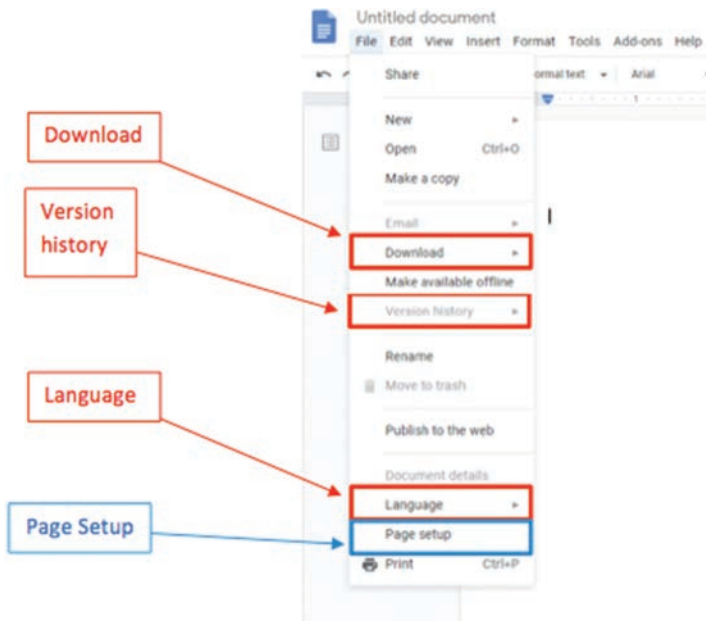 Untitled document
File Edit View Insert Format Tools Add-ons Help
Share
ormal text Arial
1 1
New
Open Ctrl+O
Make a copy
Email
Download
Make available offline
Version history
Rename
Move to trash
Publish to the web
Document details
Language
Page setup
Print Ctrl+P
Download
Version
history
Language
Page Setup